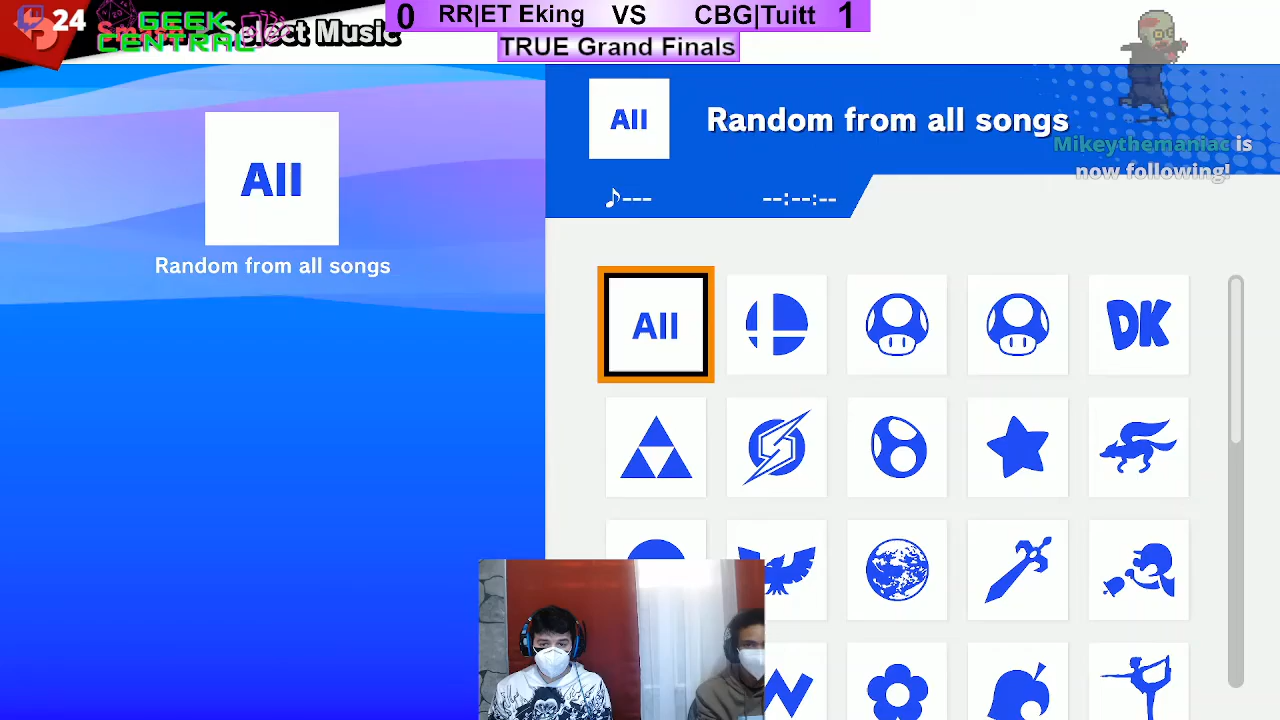 24
GEEK
CENTRAL
Select Music
0 RR|ET Eking VS CBG|Tuitt 1
TRUE Grand Finals
All
Random from all songs
All
Random from all songs
♪--- --:--:--
Mikeythemaniac is
now following!
All
DK